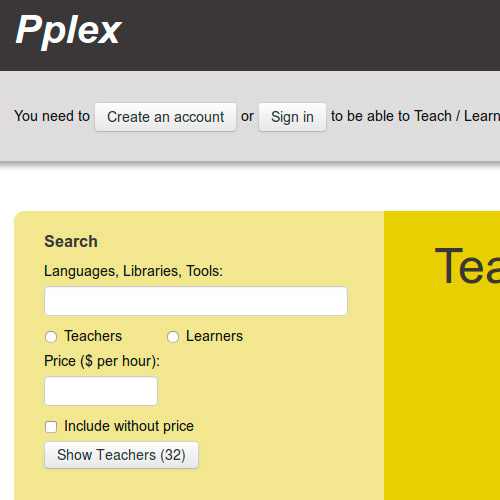 Pplex
You need to Create an account or Sign in to be able to Teach / Learn
Search
Languages, Libraries, Tools:
Teachers Learners
Price ($ per hour):
Include without price
Show Teachers (32)
Tea